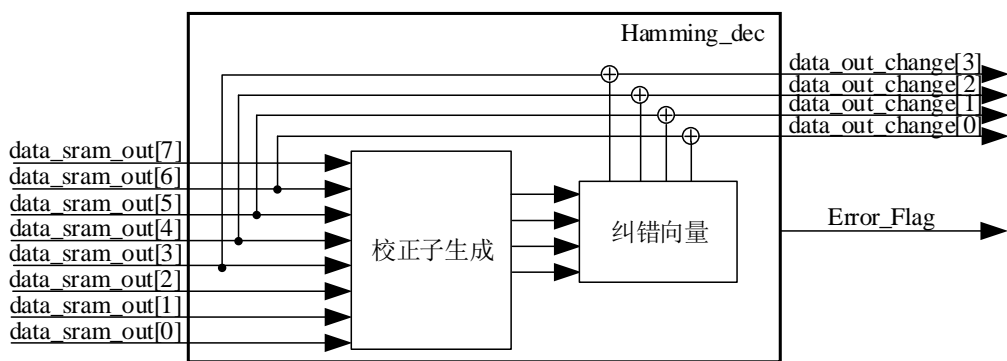 Hamming_dec
data_out_change[3]
data_out_change[2]
data_out_change[1]
data_out_change[0]
data_sram_out[7]
data_sram_out[6]
data_sram_out[5]
data_sram_out[4]
data_sram_out[3]
data_sram_out[2]
data_sram_out[1]
data_sram_out[0]
校正子生成
纠错向量
Error_Flag